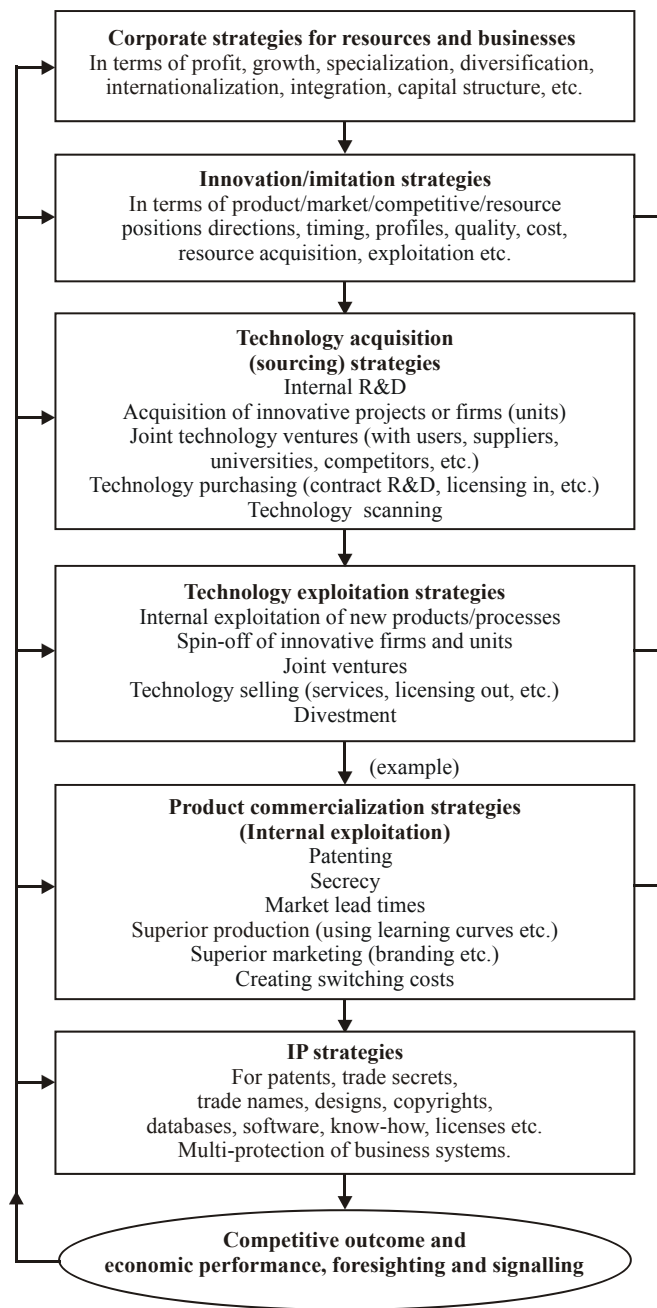 Corporate strategies for resources and businesses
In terms of profit, growth, specialization, diversification,
internationalization, integration, capital structure, etc.
Innovation/imitation strategies
In terms of product/market/competitive/resource
positions directions, timing, profiles, quality, cost,
resource acquisition, exploitation etc.
Technology acquisition
(sourcing) strategies
Internal R&D
Acquisition of innovative projects or firms (units)
Joint technology ventures (with users, suppliers,
universities, competitors, etc.)
Technology purchasing (contract R&D, licensing in, etc.)
Technology scanning
Technology exploitation strategies
Internal exploitation of new products/processes
Spin-off of innovative firms and units
Joint ventures
Technology selling (services, licensing out, etc.)
Divestment
(example)
Product commercialization strategies
(Internal exploitation)
Patenting
Secrecy
Market lead times
Superior production (using learning curves etc.)
Superior marketing (branding etc.)
Creating switching costs
IP strategies
For patents, trade secrets,
trade names, designs, copyrights,
databases, software, know-how, licenses etc.
Multi-protection of business systems.
Competitive outcome and
economic performance, foresighting and signalling